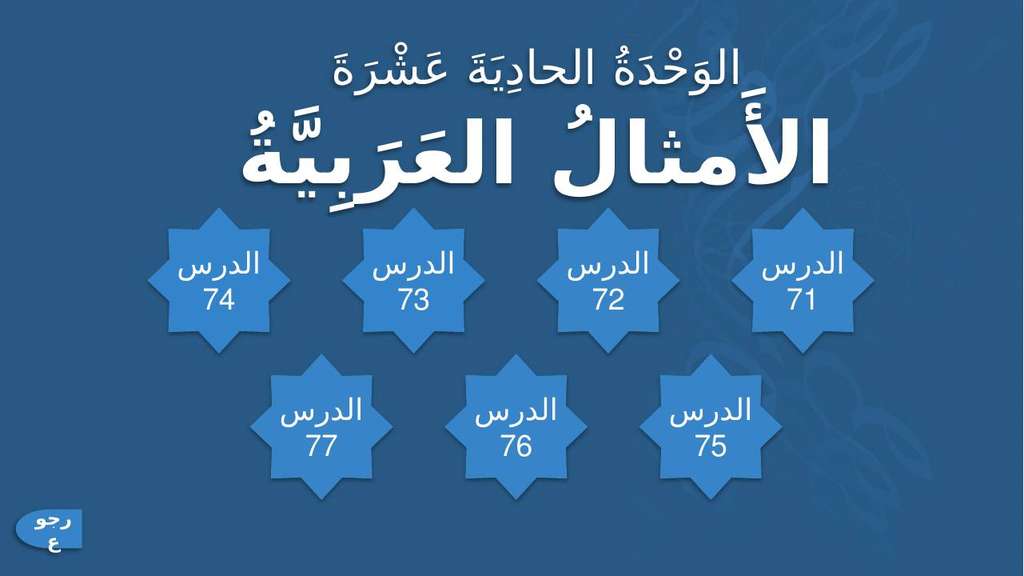 الوَحْدَةُ الحادِيَةَ عَشْرَةَ
الأَمثالُ العَرَبِيَّةُ
الدرس
71
الدرس
72
الدرس
73
الدرس
74
الدرس
75
الدرس
76
الدرس
77
رجو
ع